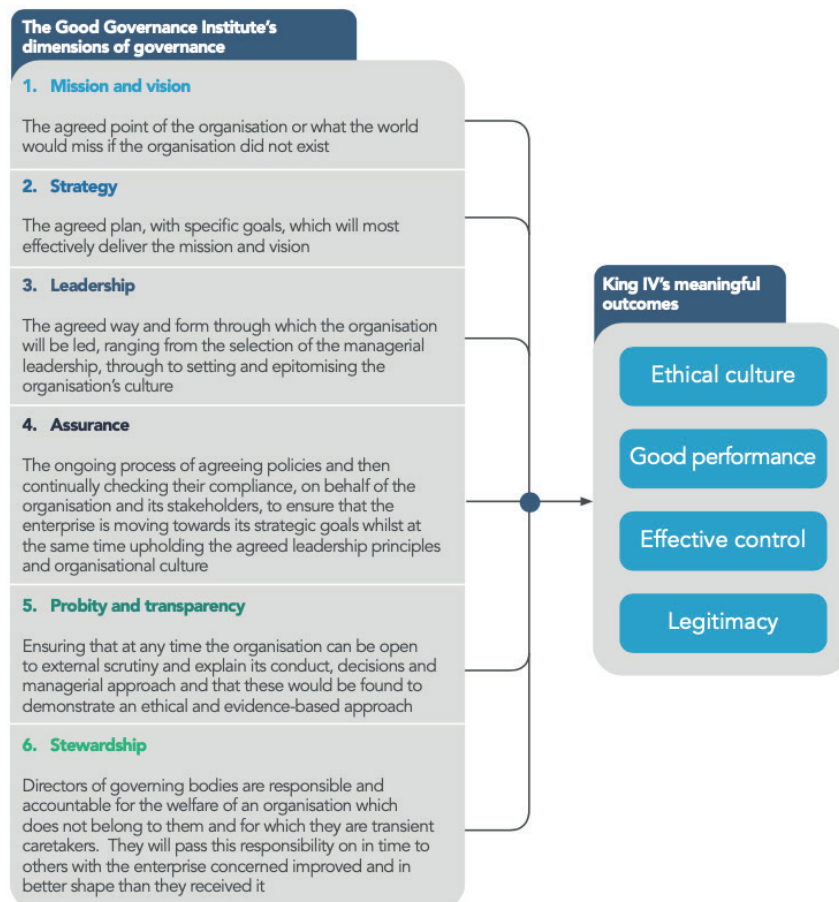 The Good Governance Institute’s
dimensions of governance
1. Mission and vision
The agreed point of the organisation or what the world
would miss if the organisation did not exist
2. Strategy
The agreed plan, with specific goals, which will most
effectively deliver the mission and vision
3. Leadership
The agreed way and form through which the organisation
will be led, ranging from the selection of the managerial
leadership, through to setting and epitomising the
organisation’s culture
4. Assurance
The ongoing process of agreeing policies and then
continually checking their compliance, on behalf of the
organisation and its stakeholders, to ensure that the
enterprise is moving towards its strategic goals whilst at
the same time upholding the agreed leadership principles
and organisational culture
5. Probity and transparency
Ensuring that at any time the organisation can be open
to external scrutiny and explain its conduct, decisions and
managerial approach and that these would be found to
demonstrate an ethical and evidence-based approach
6. Stewardship
Directors of governing bodies are responsible and
accountable for the welfare of an organisation which
does not belong to them and for which they are transient
caretakers. They will pass this responsibility on in time to
others with the enterprise concerned improved and in
better shape than they received it
King IV’s meaningful
outcomes
Ethical culture
Good performance
Effective control
Legitimacy